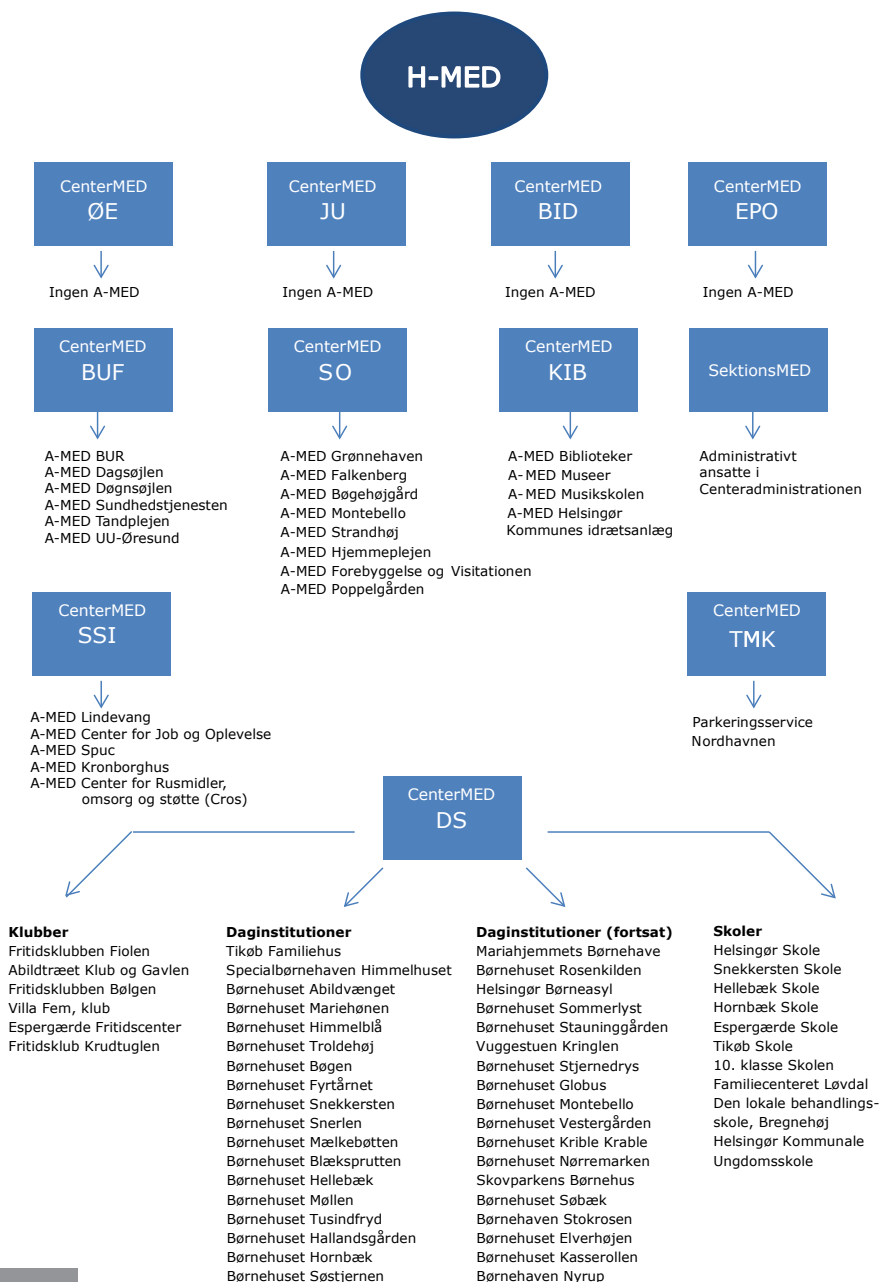 H-MED
CenterMED
ØE
Ingen A-MED
CenterMED
JU
Ingen A-MED
CenterMED
BID
Ingen A-MED
CenterMED
EPO
Ingen A-MED
CenterMED
BUF
A-MED BUR
A-MED Dagsøjlen
A-MED Døgnsøjlen
A-MED Sundhedstjenesten
A-MED Tandplejen
A-MED UU-Øresund
CenterMED
SO
A-MED Grønnehaven
A-MED Falkenberg
A-MED Bøgehøjgård
A-MED Montebello
A-MED Strandhøj
A-MED Hjemmeplejen
A-MED Forebyggelse og Visitationen
A-MED Poppelgården
CenterMED
KIB
A-MED Biblioteker
A-MED Museer
A-MED Musikskolen
A-MED Helsingør
Kommunes idrætsanlæg
SektionsMED
Administrativt
ansatte i
Centeradministrationen
CenterMED
SSI
A-MED Lindevang
A-MED Center for Job og Oplevelse
A-MED Spuc
A-MED Kronborghus
A-MED Center for Rusmidler,
omsorg og støtte (Cros)
CenterMED
TMK
Parkeringsservice
Nordhavnen
CenterMED
DS
Klubber
Fritidsklubben Fiolen
Abildtræet Klub og Gavlen
Fritidsklubben Bølgen
Villa Fem, klub
Espergærde Fritidscenter
Fritidsklub Krudtuglen
Daginstitutioner
Tikøb Familiehus
Specialbørnehaven Himmelhuset
Børnehuset Abildvænget
Børnehuset Mariehønen
Børnehuset Himmelblå
Børnehuset Troldehøj
Børnehuset Bøgen
Børnehuset Fyrtårnet
Børnehuset Snekkersten
Børnehuset Snerlen
Børnehuset Mælkebøtten
Børnehuset Blæksprutten
Børnehuset Hellebæk
Børnehuset Møllen
Børnehuset Tusindfryd
Børnehuset Hallandsgården
Børnehuset Hornbæk
Børnehuset Søstjernen
Daginstitutioner (fortsat)
Mariahjemmets Børnehave
Børnehuset Rosenkilden
Helsingør Børneasyl
Børnehuset Sommerlyst
Børnehuset Stauninggården
Vuggestuen Kringlen
Børnehuset Stjernedrys
Børnehuset Globus
Børnehuset Montebello
Børnehuset Vestergården
Børnehuset Krible Krable
Børnehuset Nørremarken
Skovparkens Børnehus
Børnehuset Søbæk
Børnehaven Stokrosen
Børnehuset Elverhøjen
Børnehuset Kasserollen
Børnehaven Nyrup
Skoler
Helsingør Skole
Snekkersten Skole
Hellebæk Skole
Hornbæk Skole
Espergærde Skole
Tikøb Skole
10. klasse Skolen
Familiecenteret Løvdal
Den lokale behandlings-
skole, Bregnehøj
Helsingør Kommunale
Ungdomsskole